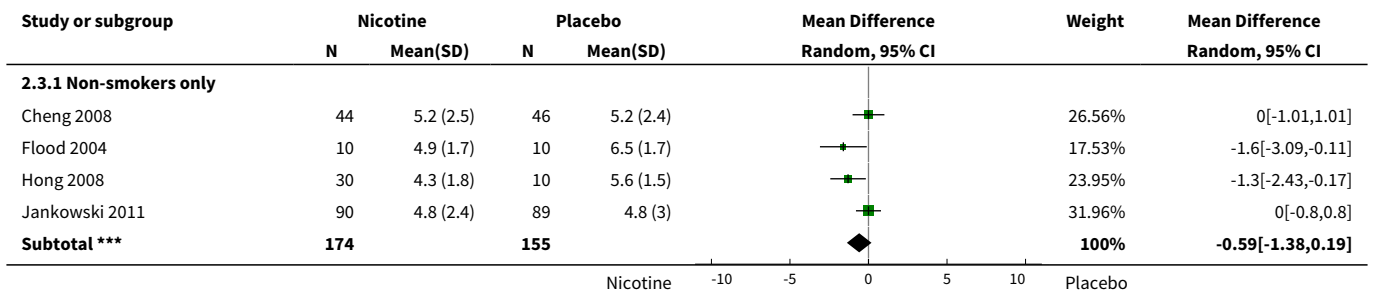 Study or subgroup Nicotine Placebo Mean Difference Weight Mean Difference
N Mean(SD) N Mean(SD) Random, 95% CI Random, 95% CI
2.3.1 Non-smokers only
Cheng 2008 44 5.2 (2.5) 46 5.2 (2.4) 26.56% 0[-1.01,1.01]
Flood 2004 10 4.9 (1.7) 10 6.5 (1.7) 17.53% -1.6[-3.09,-0.11]
Hong 2008 30 4.3 (1.8) 10 5.6 (1.5) 23.95% -1.3[-2.43,-0.17]
Jankowski 2011 90 4.8 (2.4) 89 4.8 (3) 31.96% 0[-0.8,0.8]
Subtotal *** 174 155 100% -0.59[-1.38,0.19]
Nicotine -10 -5 0 5 10 Placebo